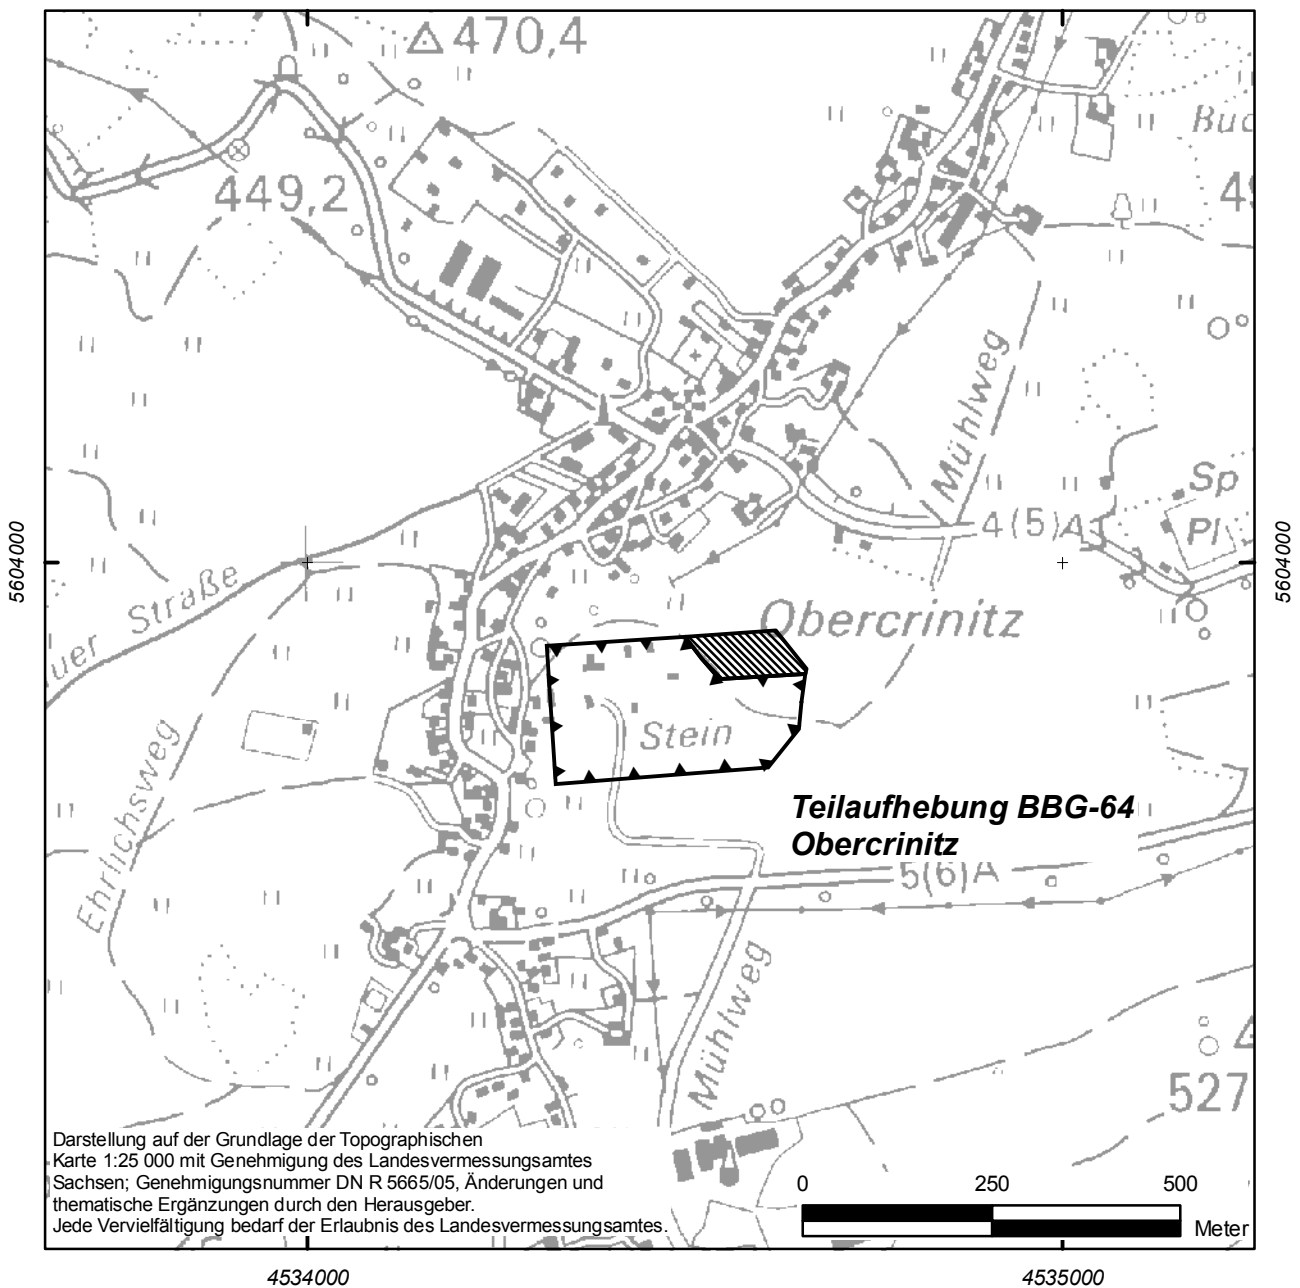 470,4
449,2
Buc
49
Mühlweg
Sp
Pl
4(5)A
5604000
5604000
uer Straße
Obercrinitz
Stein
Ehrlichsweg
Teilaufhebung BBG-64
Obercrinitz
5(6)A
Mühlweg
527
Darstellung auf der Grundlage der Topographischen
Karte 1:25 000 mit Genehmigung des Landesvermessungsamtes
Sachsen; Genehmigungsnummer DN R 5665/05, Änderungen und
thematische Ergänzungen durch den Herausgeber.
Jede Vervielfältigung bedarf der Erlaubnis des Landesvermessungsamtes.
0 250 500
Meter
4534000 4535000